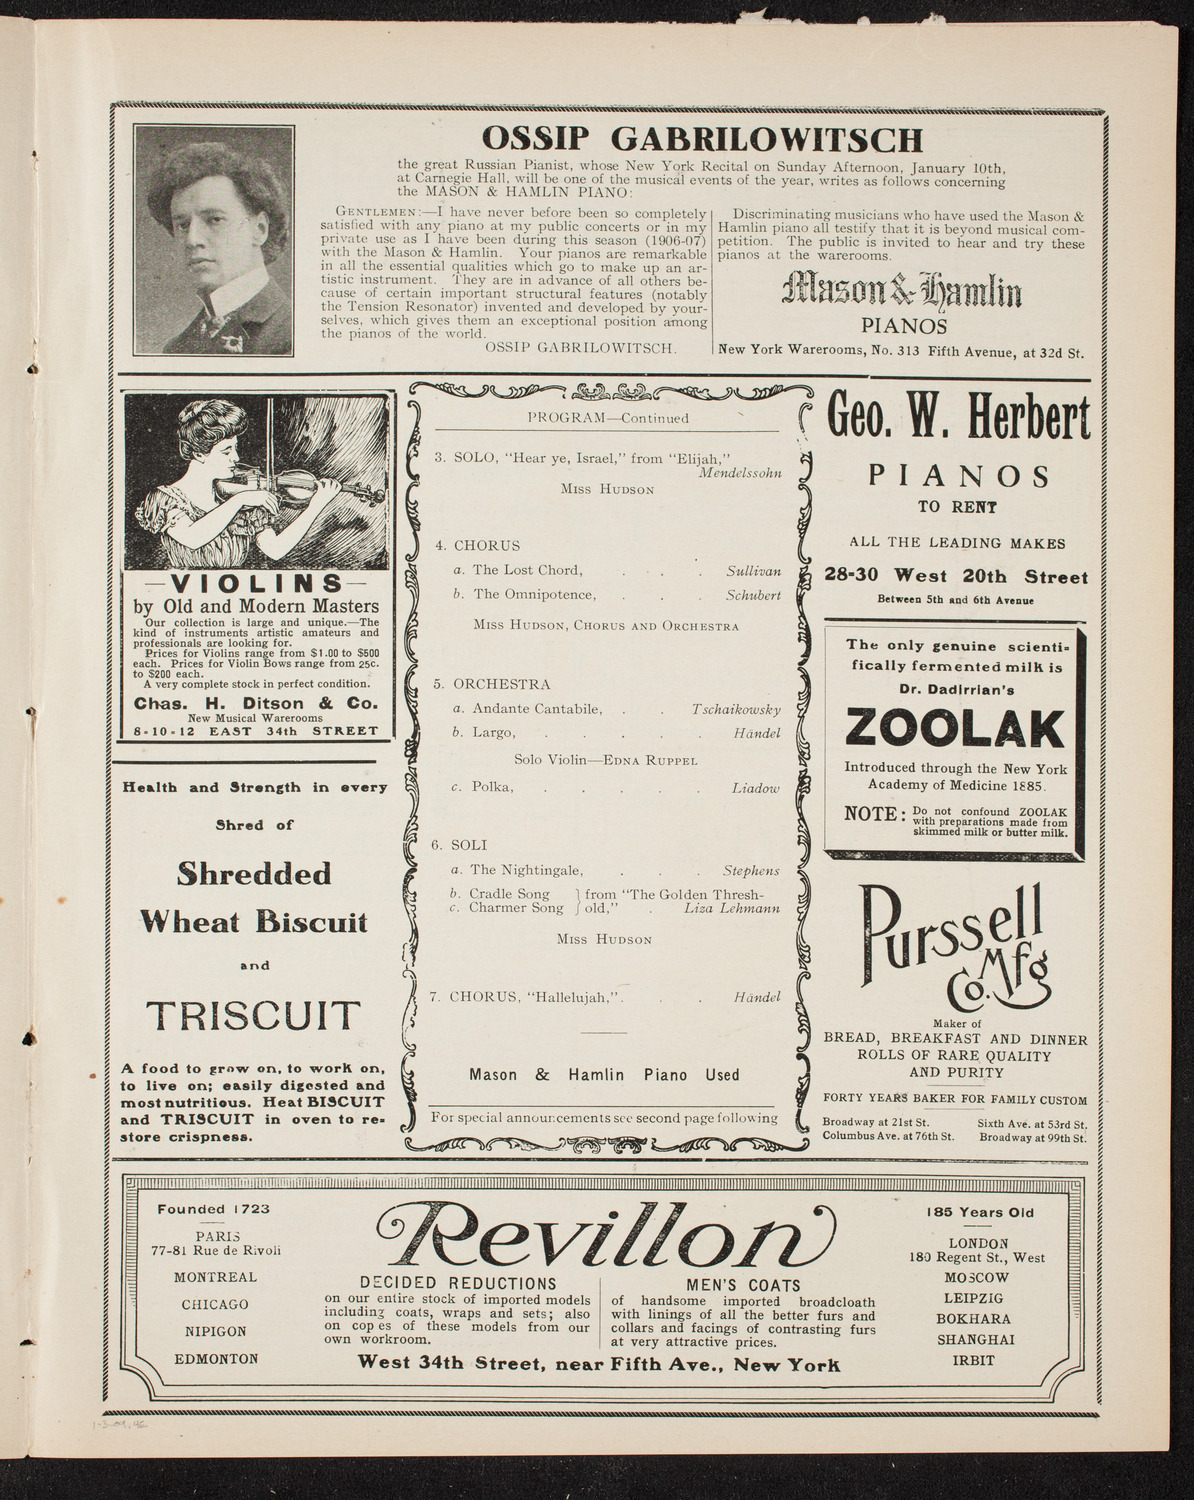 OSSIP GABRILOWITSCH
the great Russian Pianist, whose New York Recital on Sunday Afternoon, January 10th,
at Carnegie Hall, will be one of the musical events of the year, writes as follows concerning
the MASON & HAMLIN PIANO:
GENTLEMEN:—I have never before been so completely
satisfied with any piano at my public concerts or in my
private use as I have been during this season (1906-07)
with the Mason & Hamlin. Your pianos are remarkable
in all the essential qualities which go to make up an ar-
tistic instrument. They are in advance of all others be-
cause of certain important structural features (notably
the Tension Resonator) invented and developed by your-
selves, which gives them an exceptional position among
the pianos of the world.
OSSIP GABRILOWITSCH.
Discriminating musicians who have used the Mason &
Hamlin piano all testify that it is beyond musical com-
petition. The public is invited to hear and try these
pianos at the warerooms.
Mason & Hamlin
PIANOS
New York Warerooms, No. 313 Fifth Avenue, at 32d St.
—VIOLINS—
by Old and Modern Masters
Our collection is large and unique.—The
kind of instruments artistic amateurs and
professionals are looking for.
Prices for Violins range from $1.00 to $500
each. Prices for Violin Bows range from 25c.
to $200 each.
A very complete stock in perfect condition.
Chas. H. Ditson & Co.
New Musical Warerooms
8-10-12 EAST 34th STREET
Health and Strength in every
Shred of
Shredded
Wheat Biscuit
and
TRISCUIT
A food to grow on, to work on,
to live on; easily digested and
most nutritious. Heat BISCUIT
and TRISCUIT in oven to re-
store crispness.
PROGRAM—Continued
3. SOLO, "Hear ye, Israel," from "Elijah,"
Mendelssohn
MISS HUDSON
4. CHORUS
a. The Lost Chord, . . . Sullivan
b. The Omnipotence, . . . Schubert
MISS HUDSON, CHORUS AND ORCHESTRA
5. ORCHESTRA
a. Andante Cantabile, . . Tschaikowsky
b. Largo, . . . . . Händel
Solo Violin—EDNA RUPPEL
c. Polka, . . . . . Liadow
6. SOLI
a. The Nightingale, . . . Stephens
b. Cradle Song } from "The Golden Thresh-
c. Charmer Song } old," . Liza Lehmann
MISS HUDSON
7. CHORUS, "Hallelujah,". . . Händel
Mason & Hamlin Piano Used
For special announcements see second page following
Geo. W. Herbert
PIANOS
TO RENT
ALL THE LEADING MAKES
28-30 West 20th Street
Between 5th and 6th Avenue
The only genuine scienti-
fically fermented milk is
Dr. Dadirrian's
ZOOLAK
Introduced through the New York
Academy of Medicine 1885.
NOTE: Do not confound ZOOLAK
with preparations made from
skimmed milk or butter milk.
Purssell
Mfg
Co.
Maker of
BREAD, BREAKFAST AND DINNER
ROLLS OF RARE QUALITY
AND PURITY
FORTY YEARS BAKER FOR FAMILY CUSTOM
Broadway at 21st St. Sixth Ave. at 53rd St.
Columbus Ave. at 76th St. Broadway at 99th St.
Founded 1723
PARIS
77-81 Rue de Rivoli
MONTREAL
CHICAGO
NIPIGON
EDMONTON
Revillon
DECIDED REDUCTIONS
on our entire stock of imported models
including coats, wraps and sets; also
on copies of these models from our
own workroom.
MEN'S COATS
of handsome imported broadcloath
with linings of all the better furs and
collars and facings of contrasting furs
at very attractive prices.
West 34th Street, near Fifth Ave., New York
185 Years Old
LONDON
180 Regent St., West
MOSCOW
LEIPZIG
BOKHARA
SHANGHAI
IRBIT